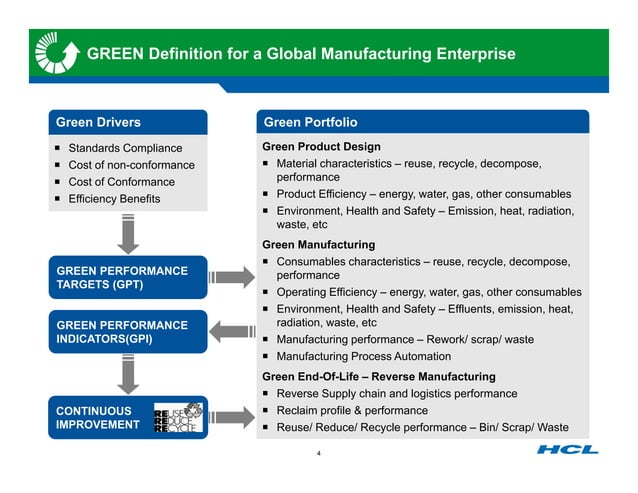 GREEN Definition for a Global Manufacturing Enterprise
Green Drivers
▪ Standards Compliance
▪ Cost of non-conformance
▪ Cost of Conformance
▪ Efficiency Benefits
GREEN PERFORMANCE
TARGETS (GPT)
GREEN PERFORMANCE
INDICATORS(GPI)
CONTINUOUS
IMPROVEMENT
REUSE
REDUCE
RECYCLE
Green Portfolio
Green Product Design
▪ Material characteristics – reuse, recycle, decompose,
performance
▪ Product Efficiency – energy, water, gas, other consumables
▪ Environment, Health and Safety – Emission, heat, radiation,
waste, etc
Green Manufacturing
▪ Consumables characteristics – reuse, recycle, decompose,
performance
▪ Operating Efficiency – energy, water, gas, other consumables
▪ Environment, Health and Safety – Effluents, emission, heat,
radiation, waste, etc
▪ Manufacturing performance – Rework/ scrap/ waste
▪ Manufacturing Process Automation
Green End-Of-Life – Reverse Manufacturing
▪ Reverse Supply chain and logistics performance
▪ Reclaim profile & performance
▪ Reuse/ Reduce/ Recycle performance – Bin/ Scrap/ Waste
4
HCL